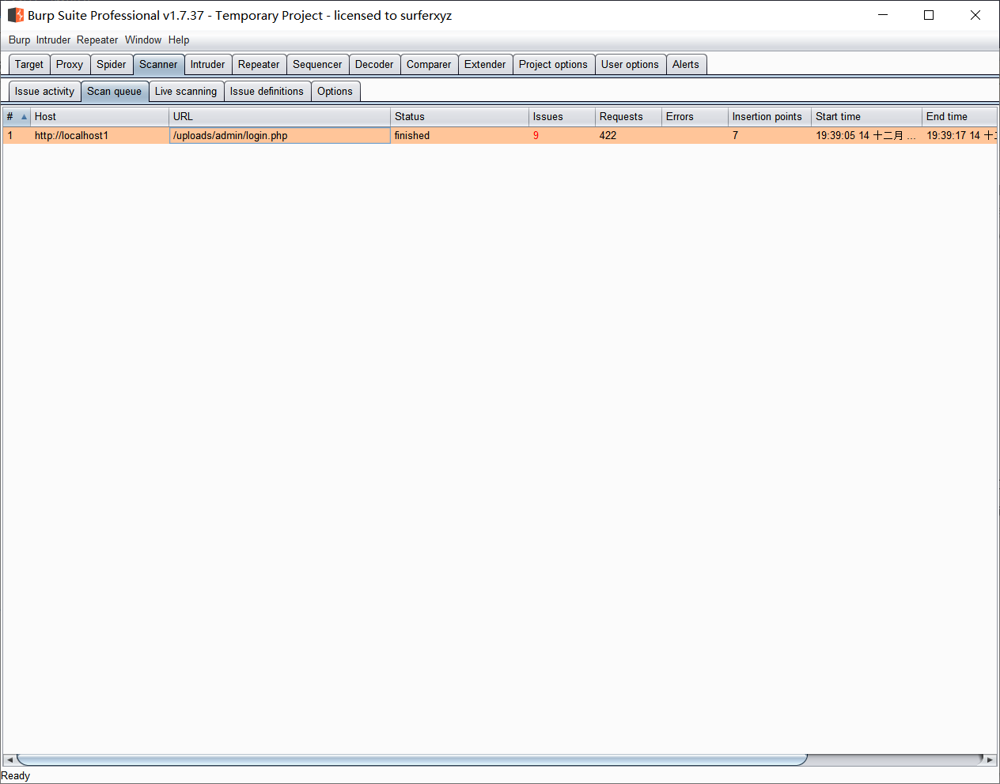 Burp Suite Professional v1.7.37 - Temporary Project - licensed to surferxyz
Burp Intruder Repeater Window Help
Target Proxy Spider Scanner Intruder Repeater Sequencer Decoder Comparer Extender Project options User options Alerts
Issue activity Scan queue Live scanning Issue definitions Options
# Host URL Status Issues Requests Errors Insertion points Start time End time
1 http://localhost1 /uploads/admin/login.php finished 9 422 7 19:39:05 14 十二月 ... 19:39:17 14 十二
Ready